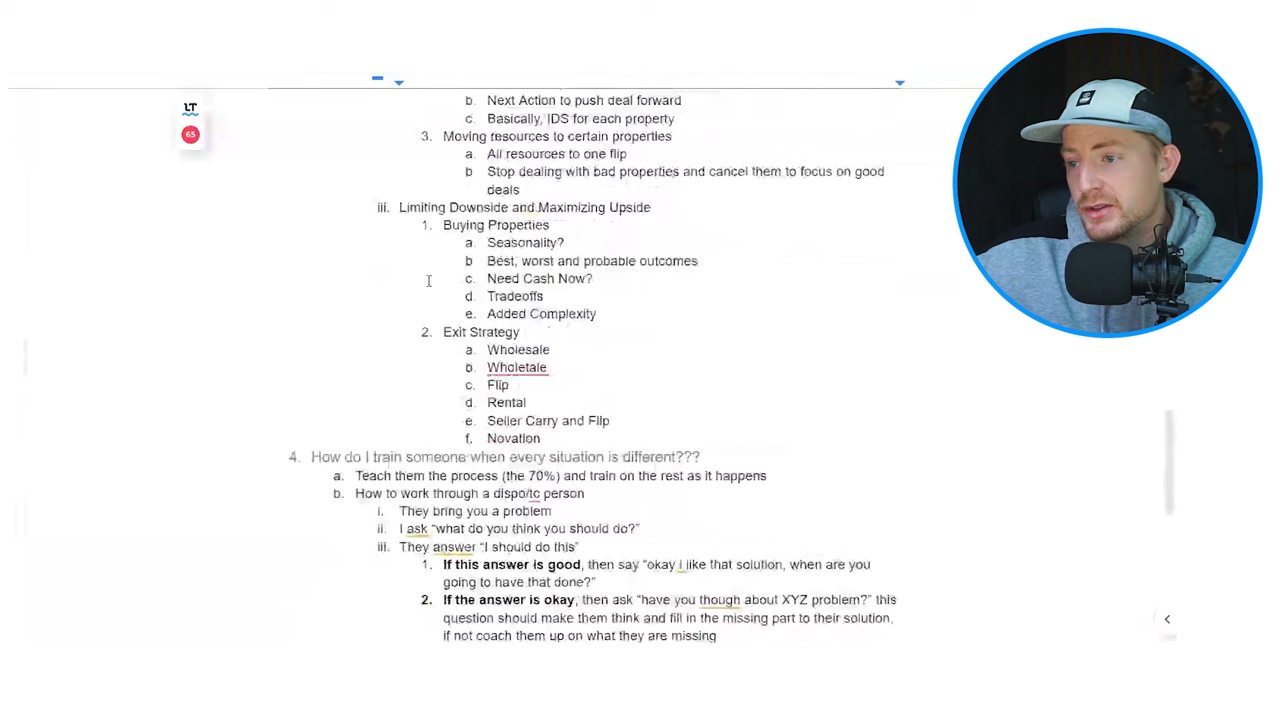 LT
65
b. Next Action to push deal forward
c. Basically, IDS for each property
3. Moving resources to certain properties
a. All resources to one flip
b Stop dealing with bad properties and cancel them to focus on good
deals
iii. Limiting Downside and Maximizing Upside
1. Buying Properties
a. Seasonality?
b Best, worst and probable outcomes
c. Need Cash Now?
d. Tradeoffs
e. Added Complexity
2. Exit Strategy
a. Wholesale
b. Wholetale
c. Flip
d. Rental
e. Seller Carry and Flip
f. Novation
4. How do I train someone when every situation is different???
a. Teach them the process (the 70%) and train on the rest as it happens
b. How to work through a dispo/tc person
i. They bring you a problem
ii. I ask “what do you think you should do?”
iii. They answer “I should do this”
1. If this answer is good, then say “okay i like that solution, when are you
going to have that done?”
2. If the answer is okay, then ask “have you though about XYZ problem?” this
question should make them think and fill in the missing part to their solution,
if not coach them up on what they are missing